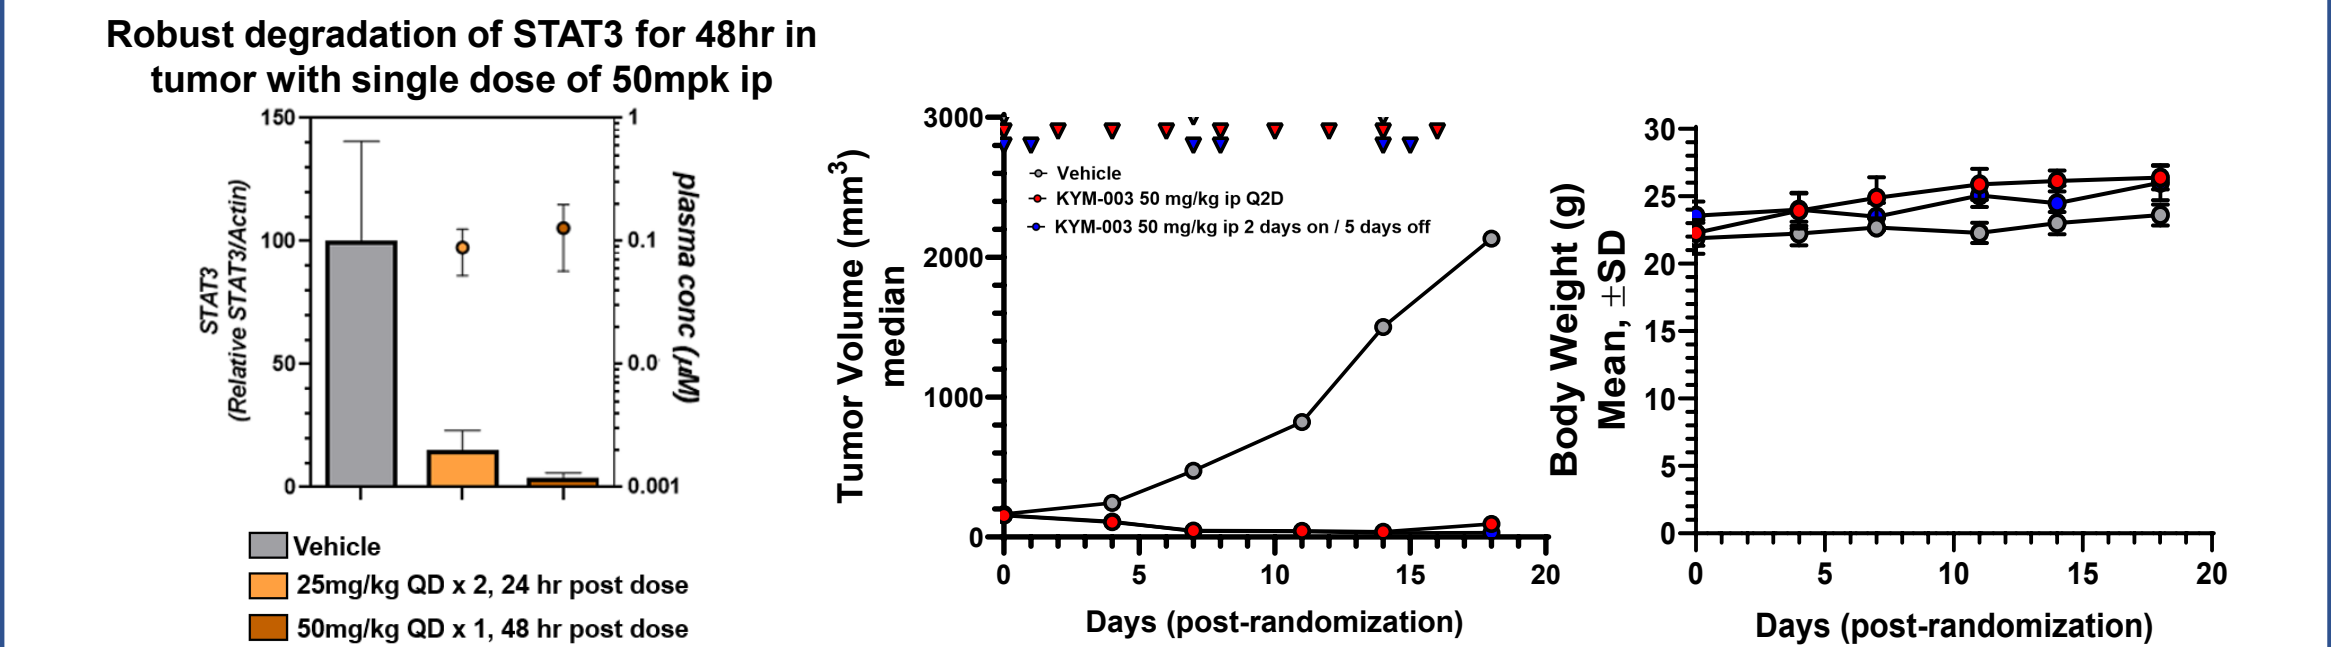 Robust degradation of STAT3 for 48hr in
tumor with single dose of 50mpk ip
STAT3
(Relative STAT3/Actin)
150
100
50
0
1
0.1
0.0
0.001
plasma conc (µM)
Vehicle
25mg/kg QD x 2, 24 hr post dose
50mg/kg QD x 1, 48 hr post dose
Tumor Volume (mm³)
median
3000
2000
1000
0
Vehicle
KYM-003 50 mg/kg ip Q2D
KYM-003 50 mg/kg ip 2 days on / 5 days off
0 5 10 15 20
Days (post-randomization)
Body Weight (g)
Mean, ±SD
30
25
20
15
10
5
0
0 5 10 15 20
Days (post-randomization)